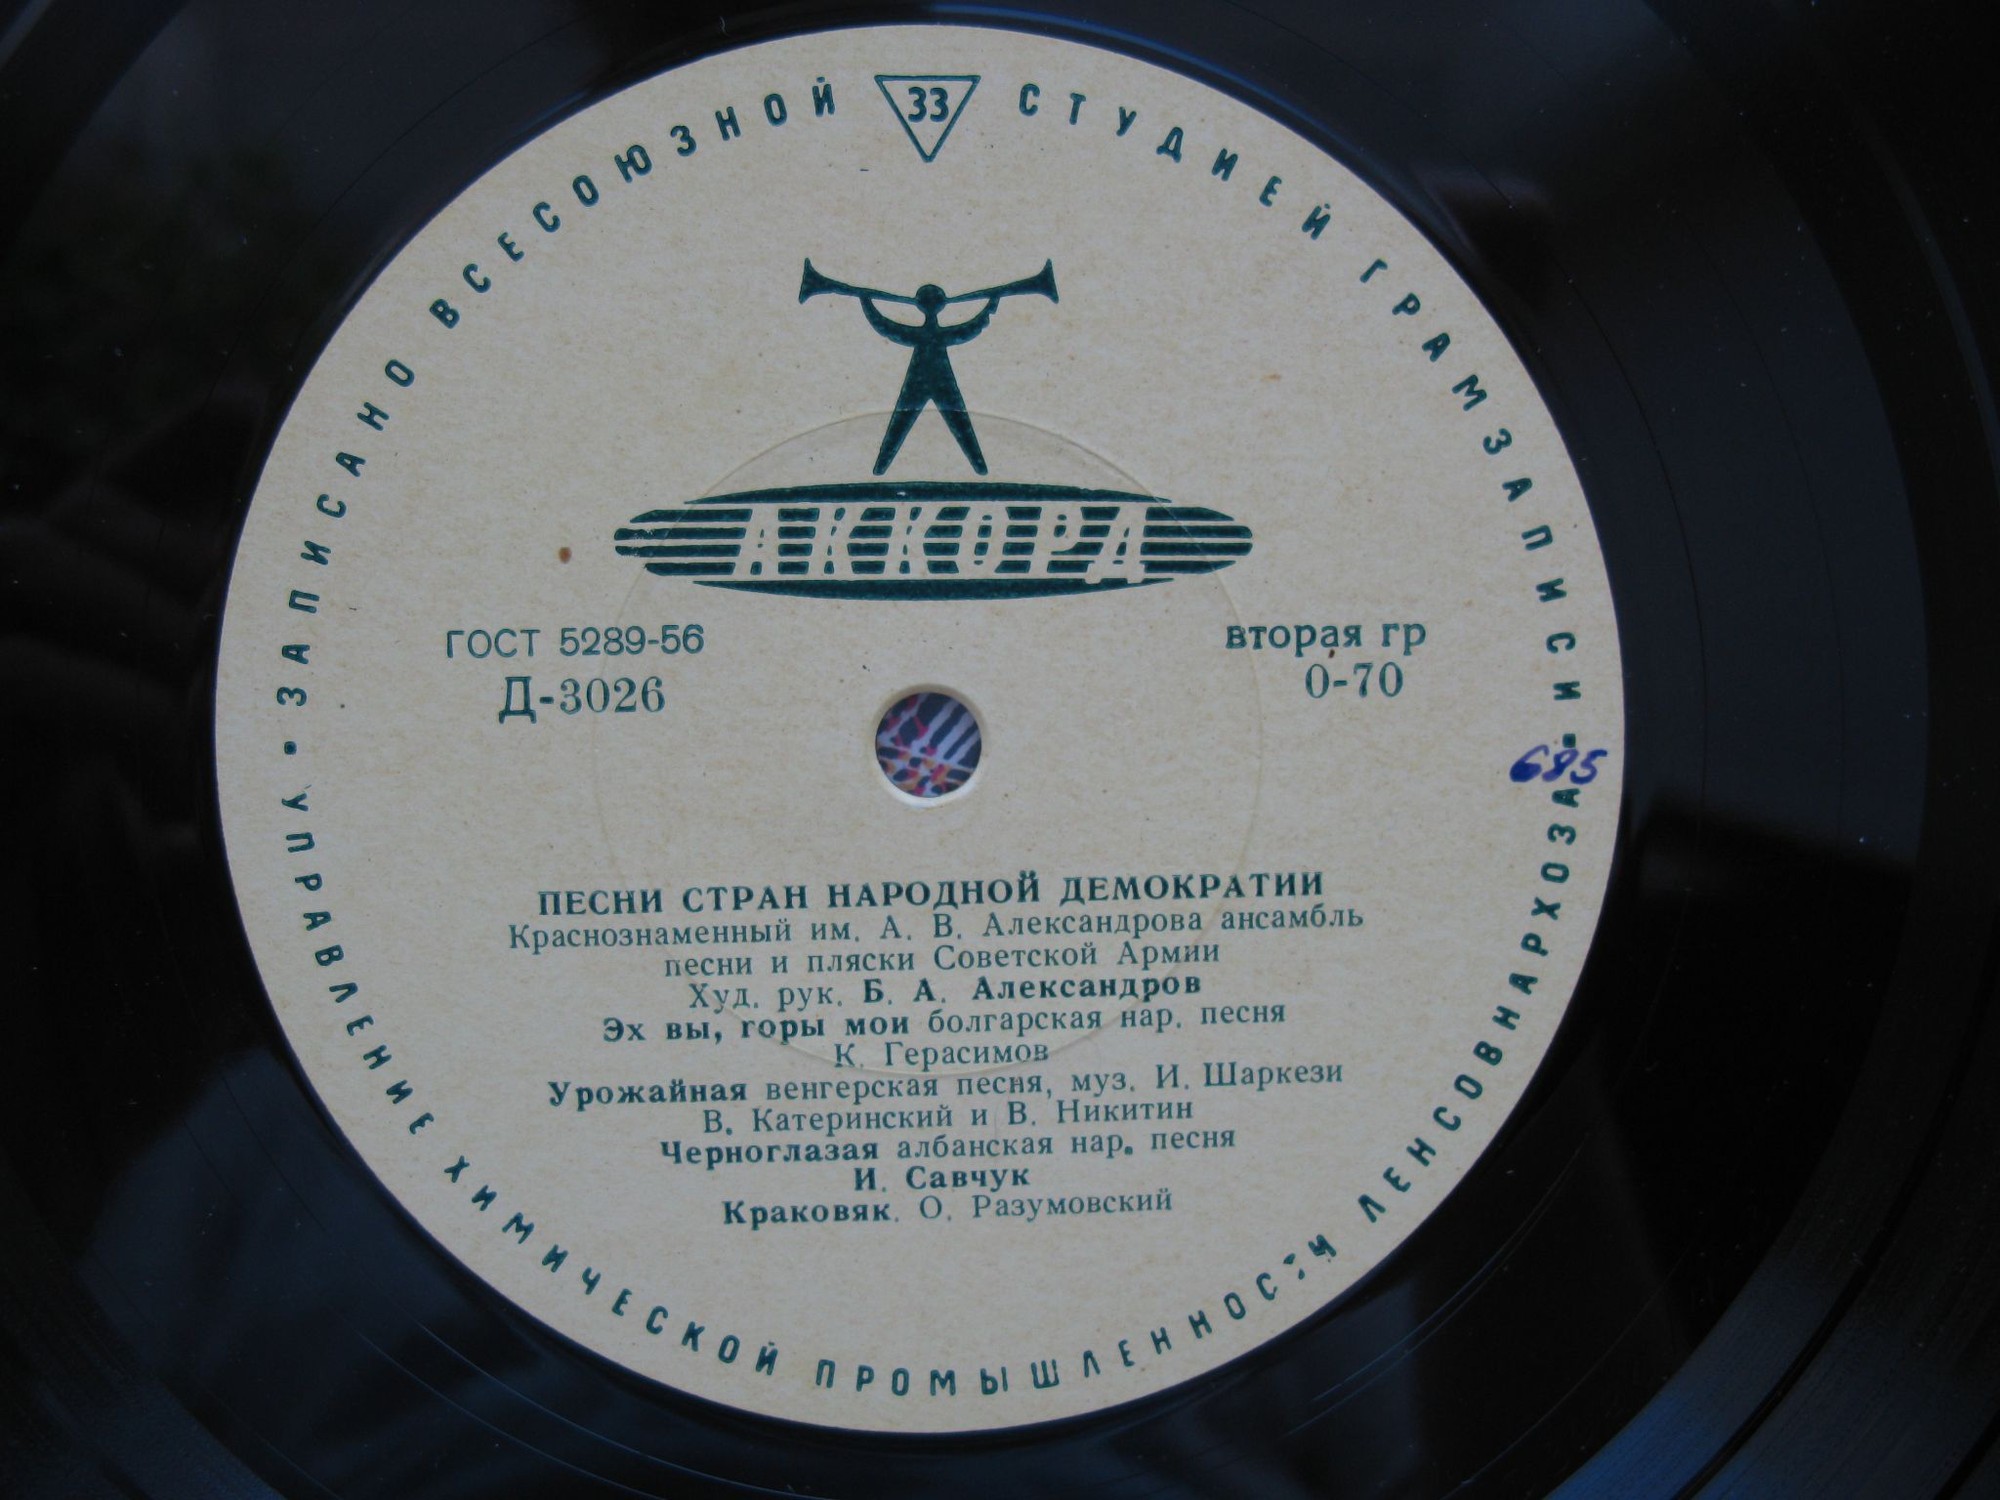 ЗАПИСАНО ВСЕСОЮЗНОЙ СТУДИЕЙ ГРАМЗАПИСИ •
33
АККОРД
ГОСТ 5289-56
Д-3026
вторая гр
0-70
685
ПЕСНИ СТРАН НАРОДНОЙ ДЕМОКРАТИИ
Краснознаменный им. А. В. Александрова ансамбль
песни и пляски Советской Армии
Худ. рук. Б. А. Александров
Эх вы, горы мои болгарская нар. песня
К. Герасимов
Урожайная венгерская песня, муз. И. Шаркези
В. Катеринский и В. Никитин
Черноглазая албанская нар. песня
И. Савчук
Краковяк. О. Разумовский
• УПРАВЛЕНИЕ ХИМИЧЕСКОЙ ПРОМЫШЛЕННОСТИ ЛЕНСОВНАРХОЗА